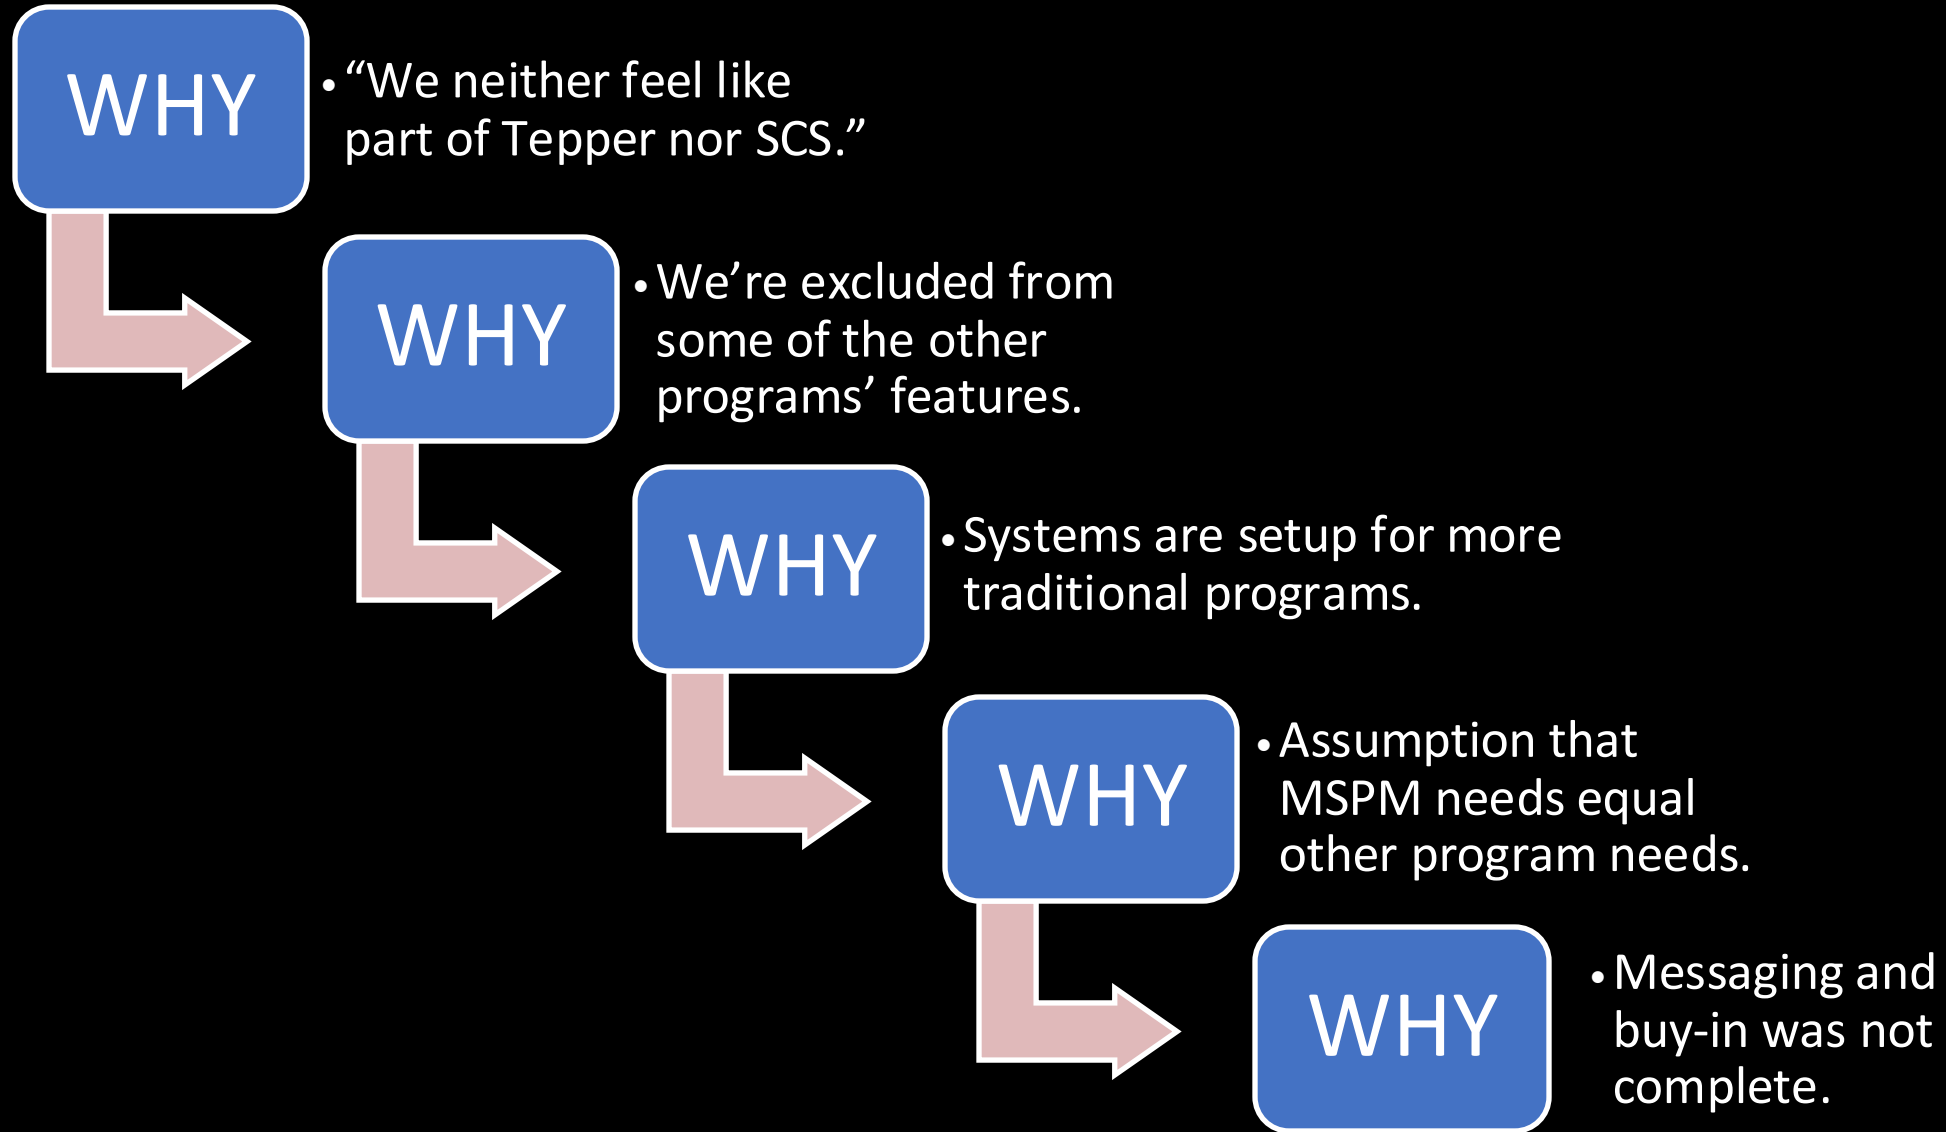 WHY
• “We neither feel like
part of Tepper nor SCS.”
WHY
• We’re excluded from
some of the other
programs’ features.
WHY
• Systems are setup for more
traditional programs.
WHY
• Assumption that
MSPM needs equal
other program needs.
WHY
• Messaging and
buy-in was not
complete.